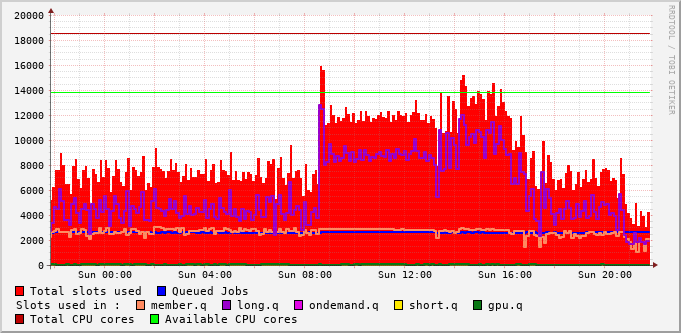 20000
18000
16000
14000
12000
10000
8000
6000
4000
2000
0
Sun 00:00 Sun 04:00 Sun 08:00 Sun 12:00 Sun 16:00 Sun 20:00
RRDTOOL / TOBI OETIKER
Total slots used Queued Jobs
Slots used in : member.q long.q ondemand.q short.q gpu.q
Total CPU cores Available CPU cores